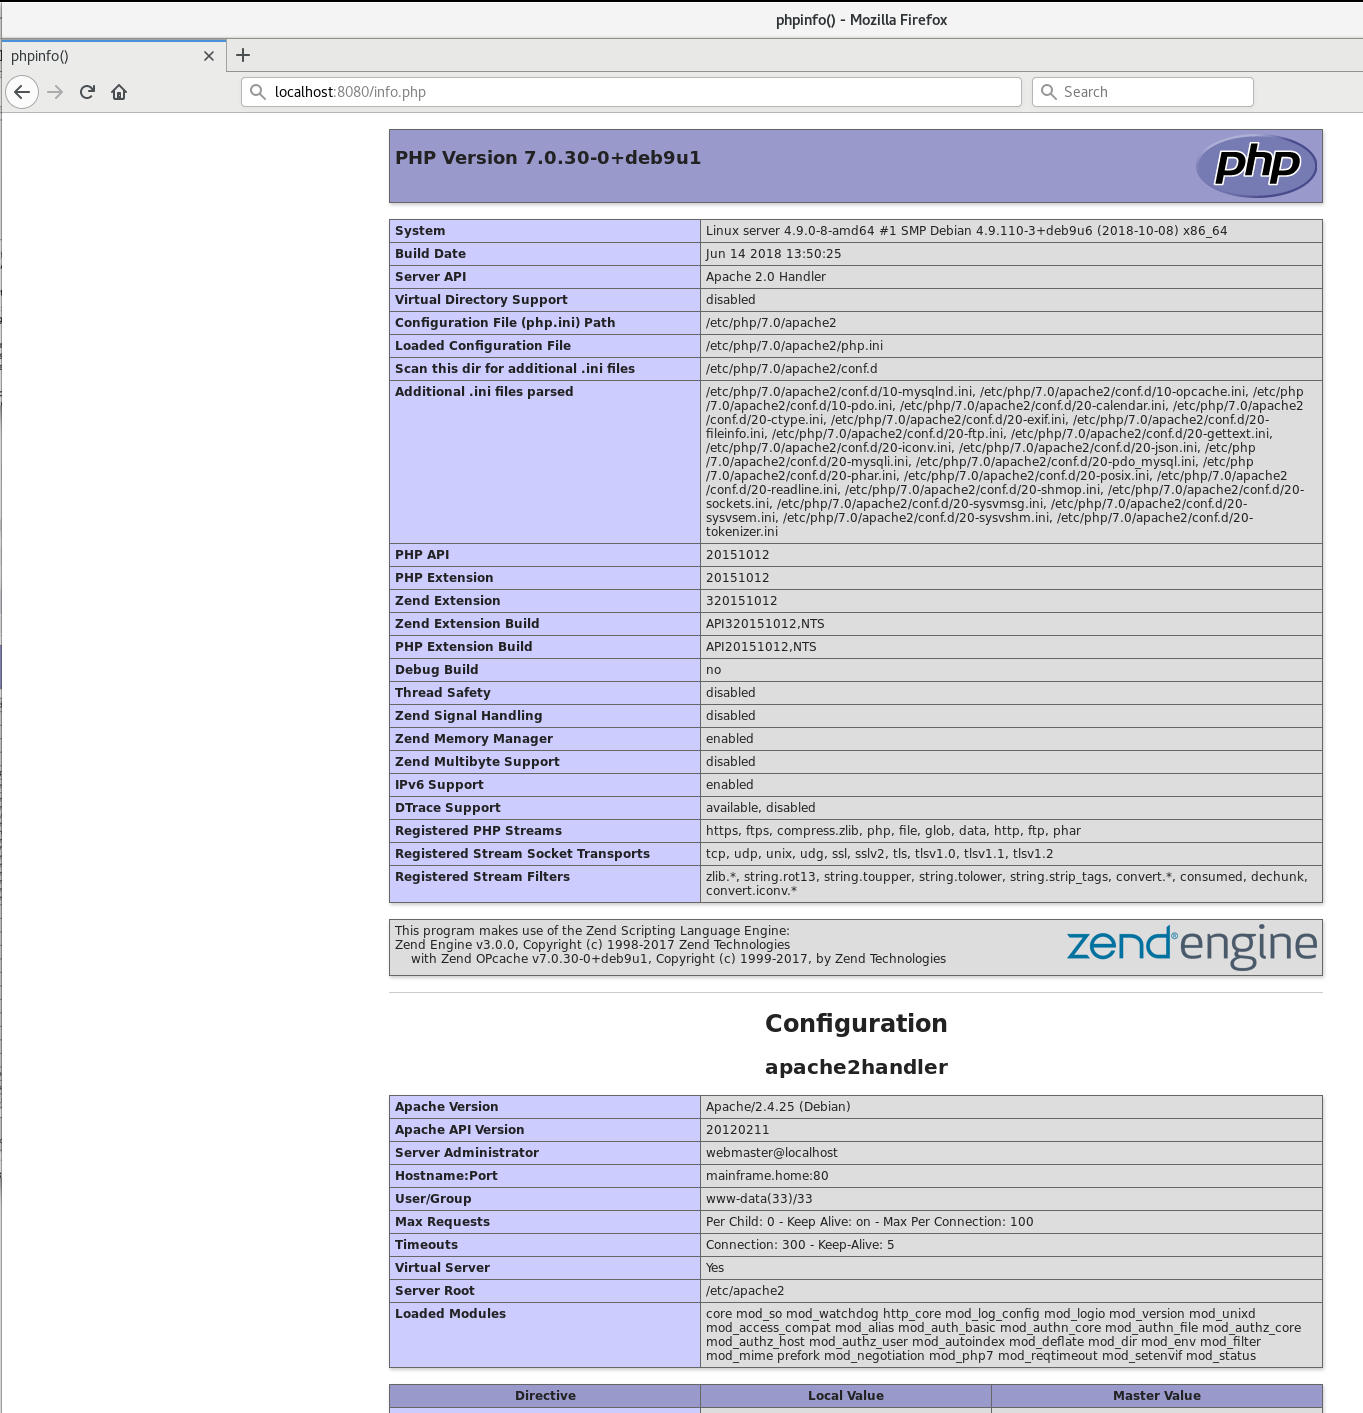 phpinfo() - Mozilla Firefox
phpinfo()
localhost:8080/info.php
Search
PHP Version 7.0.30-0+deb9u1
php
System Linux server 4.9.0-8-amd64 #1 SMP Debian 4.9.110-3+deb9u6 (2018-10-08) x86_64
Build Date Jun 14 2018 13:50:25
Server API Apache 2.0 Handler
Virtual Directory Support disabled
Configuration File (php.ini) Path /etc/php/7.0/apache2
Loaded Configuration File /etc/php/7.0/apache2/php.ini
Scan this dir for additional .ini files /etc/php/7.0/apache2/conf.d
Additional .ini files parsed /etc/php/7.0/apache2/conf.d/10-mysqlnd.ini, /etc/php/7.0/apache2/conf.d/10-opcache.ini, /etc/php
/7.0/apache2/conf.d/10-pdo.ini, /etc/php/7.0/apache2/conf.d/20-calendar.ini, /etc/php/7.0/apache2
/conf.d/20-ctype.ini, /etc/php/7.0/apache2/conf.d/20-exif.ini, /etc/php/7.0/apache2/conf.d/20-
fileinfo.ini, /etc/php/7.0/apache2/conf.d/20-ftp.ini, /etc/php/7.0/apache2/conf.d/20-gettext.ini,
/etc/php/7.0/apache2/conf.d/20-iconv.ini, /etc/php/7.0/apache2/conf.d/20-json.ini, /etc/php
/7.0/apache2/conf.d/20-mysqli.ini, /etc/php/7.0/apache2/conf.d/20-pdo_mysql.ini, /etc/php
/7.0/apache2/conf.d/20-phar.ini, /etc/php/7.0/apache2/conf.d/20-posix.ini, /etc/php/7.0/apache2
/conf.d/20-readline.ini, /etc/php/7.0/apache2/conf.d/20-shmop.ini, /etc/php/7.0/apache2/conf.d/20-
sockets.ini, /etc/php/7.0/apache2/conf.d/20-sysvmsg.ini, /etc/php/7.0/apache2/conf.d/20-
sysvsem.ini, /etc/php/7.0/apache2/conf.d/20-sysvshm.ini, /etc/php/7.0/apache2/conf.d/20-
tokenizer.ini
PHP API 20151012
PHP Extension 20151012
Zend Extension 320151012
Zend Extension Build API320151012,NTS
PHP Extension Build API20151012,NTS
Debug Build no
Thread Safety disabled
Zend Signal Handling disabled
Zend Memory Manager enabled
Zend Multibyte Support disabled
IPv6 Support enabled
DTrace Support available, disabled
Registered PHP Streams https, ftps, compress.zlib, php, file, glob, data, http, ftp, phar
Registered Stream Socket Transports tcp, udp, unix, udg, ssl, sslv2, tls, tlsv1.0, tlsv1.1, tlsv1.2
Registered Stream Filters zlib.*, string.rot13, string.toupper, string.tolower, string.strip_tags, convert.*, consumed, dechunk,
convert.iconv.*
This program makes use of the Zend Scripting Language Engine:
Zend Engine v3.0.0, Copyright (c) 1998-2017 Zend Technologies
with Zend OPcache v7.0.30-0+deb9u1, Copyright (c) 1999-2017, by Zend Technologies
zend® engine
Configuration
apache2handler
Apache Version Apache/2.4.25 (Debian)
Apache API Version 20120211
Server Administrator webmaster@localhost
Hostname:Port mainframe.home:80
User/Group www-data(33)/33
Max Requests Per Child: 0 - Keep Alive: on - Max Per Connection: 100
Timeouts Connection: 300 - Keep-Alive: 5
Virtual Server Yes
Server Root /etc/apache2
Loaded Modules core mod_so mod_watchdog http_core mod_log_config mod_logio mod_version mod_unixd
mod_access_compat mod_alias mod_auth_basic mod_authn_core mod_authn_file mod_authz_core
mod_authz_host mod_authz_user mod_autoindex mod_deflate mod_dir mod_env mod_filter
mod_mime prefork mod_negotiation mod_php7 mod_reqtimeout mod_setenvif mod_status
Directive Local Value Master Value